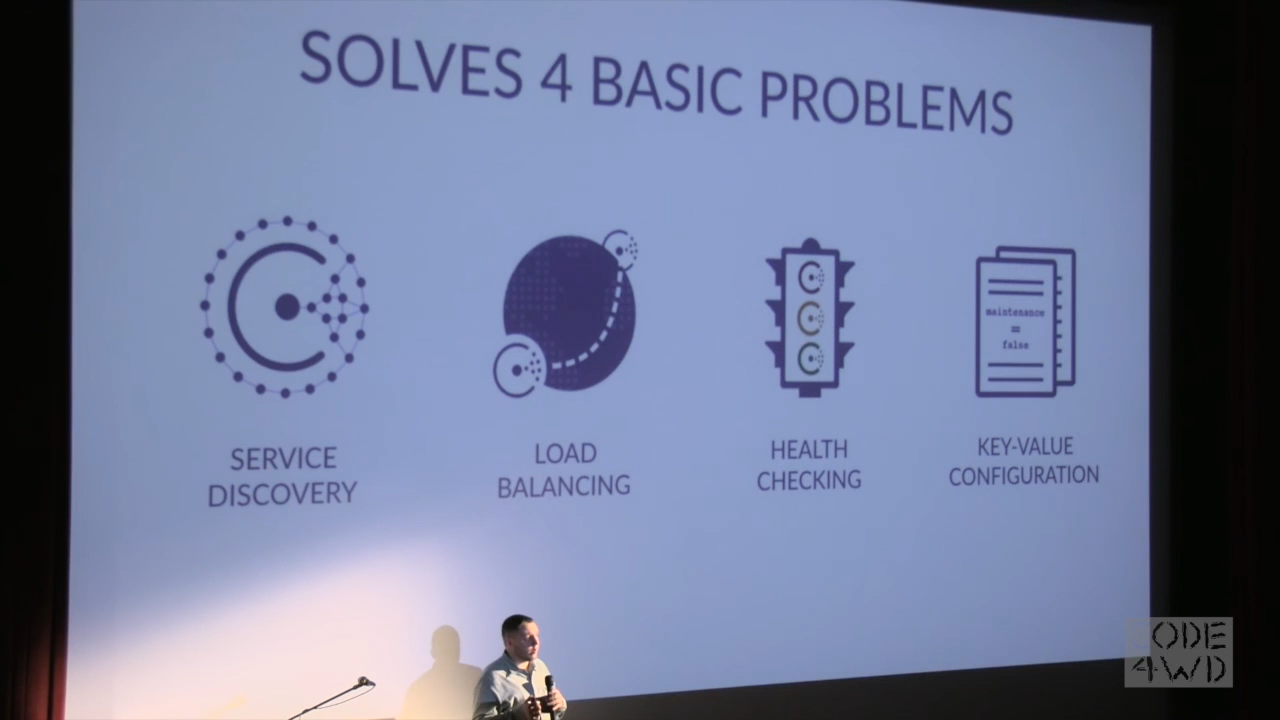 SOLVES 4 BASIC PROBLEMS
SERVICE
DISCOVERY
LOAD
BALANCING
HEALTH
CHECKING
maintenance
=
false
KEY-VALUE
CONFIGURATION
ODE
4WD